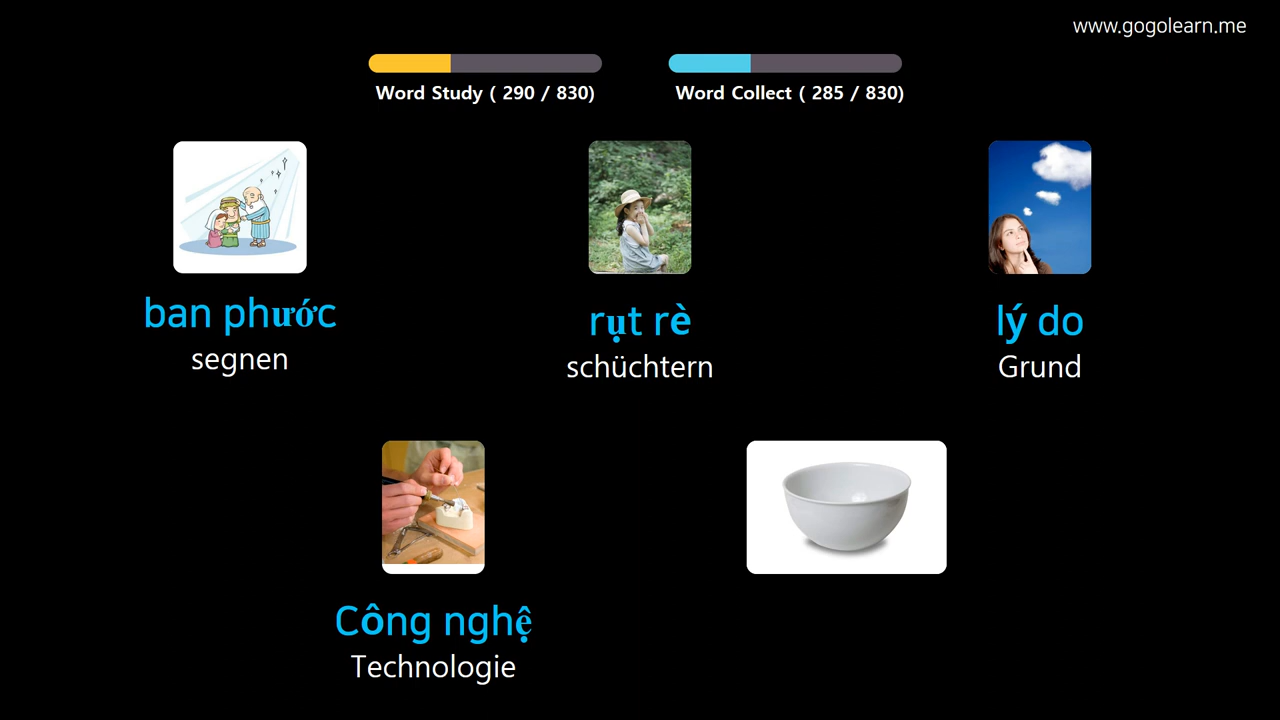 www.gogolearn.me
Word Study ( 290 / 830)
Word Collect ( 285 / 830)
ban phước
segnen
rụt rè
schüchtern
lý do
Grund
Công nghệ
Technologie